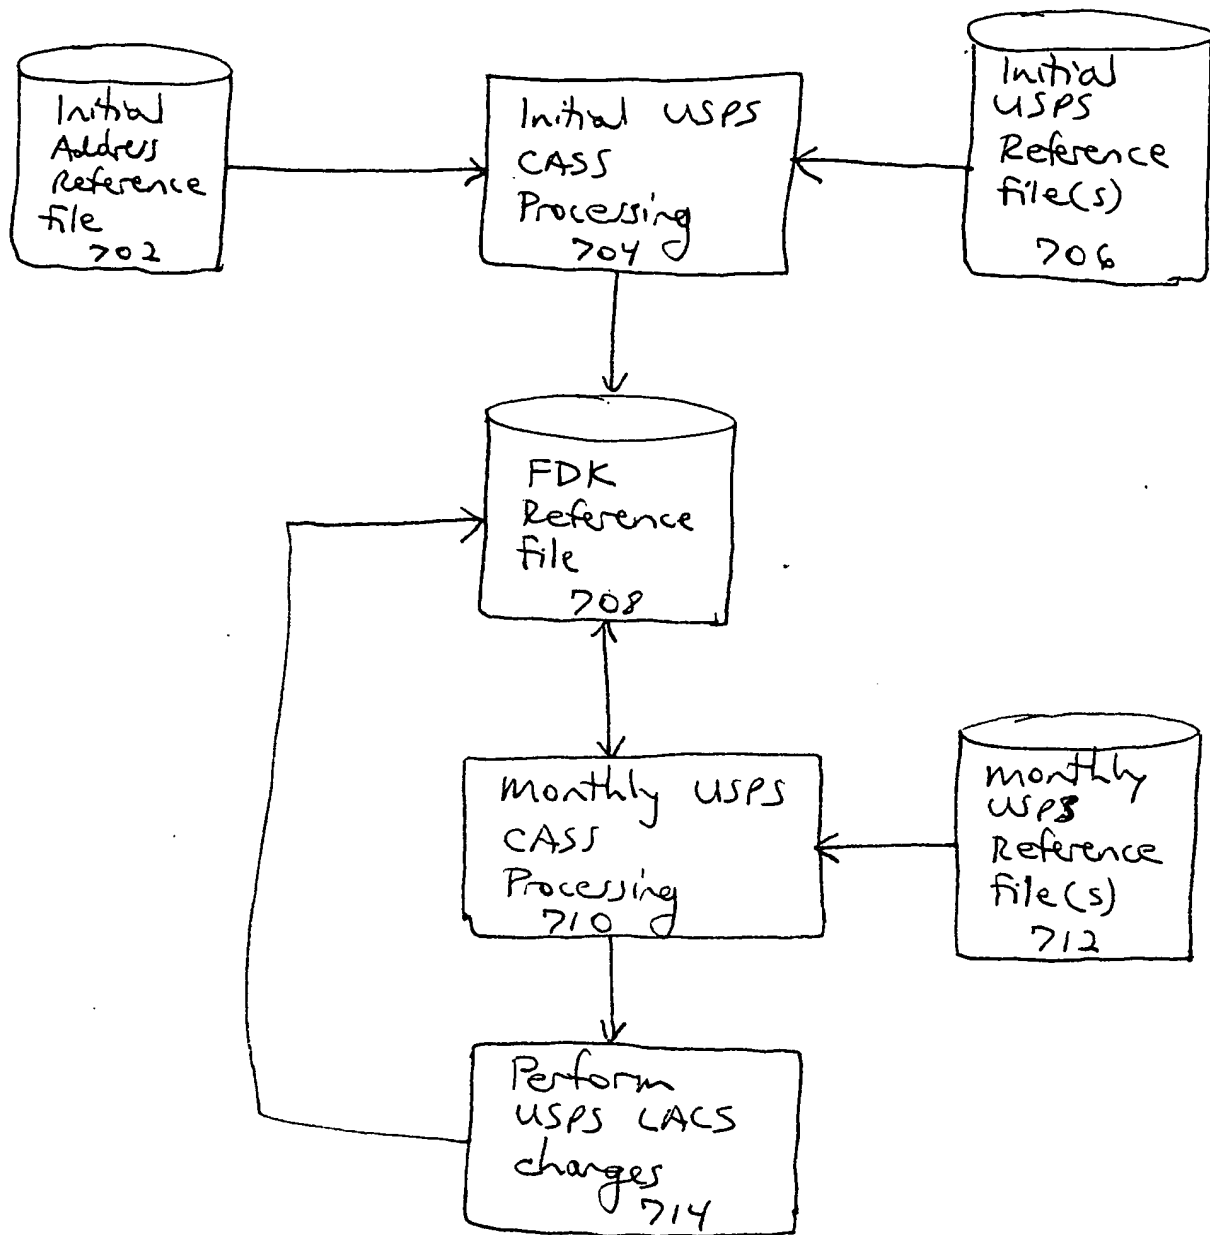 Initial
Address
Reference
file
702
Initial USPS
CASS
Processing
704
Initial
USPS
Reference
file(s)
706
FDK
Reference
file
708
Monthly USPS
CASS
Processing
710
monthly
USPS
Reference
file(s)
712
Perform
USPS LACS
changes
714